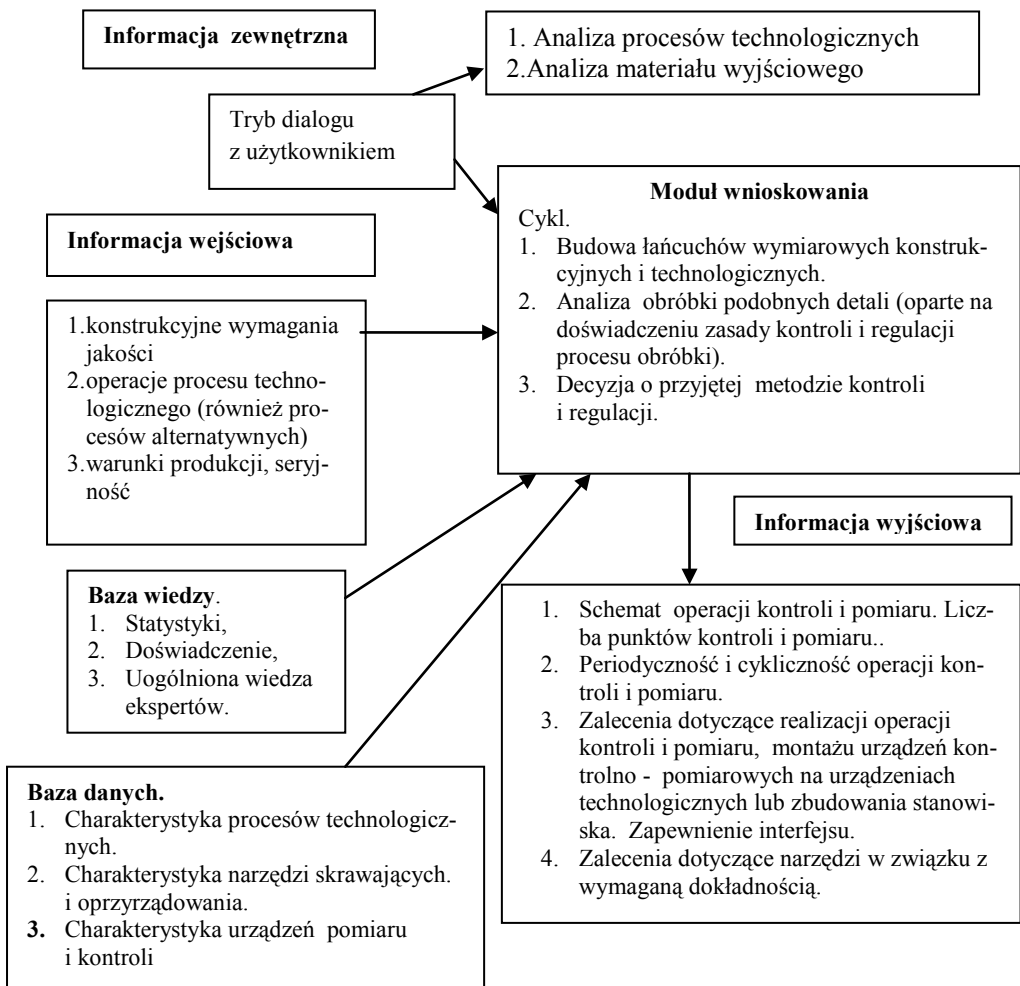 Informacja zewnętrzna
1. Analiza procesów technologicznych
2.Analiza materiału wyjściowego
Tryb dialogu
z użytkownikiem
Moduł wnioskowania
Cykl.
1. Budowa łańcuchów wymiarowych konstruk-
cyjnych i technologicznych.
2. Analiza obróbki podobnych detali (oparte na
doświadczeniu zasady kontroli i regulacji
procesu obróbki).
3. Decyzja o przyjętej metodzie kontroli
i regulacji.
Informacja wejściowa
1.konstrukcyjne wymagania
jakości
2.operacje procesu techno-
logicznego (również pro-
cesów alternatywnych)
3.warunki produkcji, seryj-
ność
Informacja wyjściowa
Baza wiedzy.
1. Statystyki,
2. Doświadczenie,
3. Uogólniona wiedza
ekspertów.
1. Schemat operacji kontroli i pomiaru. Licz-
ba punktów kontroli i pomiaru..
2. Periodyczność i cykliczność operacji kon-
troli i pomiaru.
3. Zalecenia dotyczące realizacji operacji
kontroli i pomiaru, montażu urządzeń kon-
trolno - pomiarowych na urządzeniach
technologicznych lub zbudowania stanowi-
ska. Zapewnienie interfejsu.
4. Zalecenia dotyczące narzędzi w związku z
wymaganą dokładnością.
Baza danych.
1. Charakterystyka procesów technologicz-
nych.
2. Charakterystyka narzędzi skrawających.
i oprzyrządowania.
3. Charakterystyka urządzeń pomiaru
i kontroli